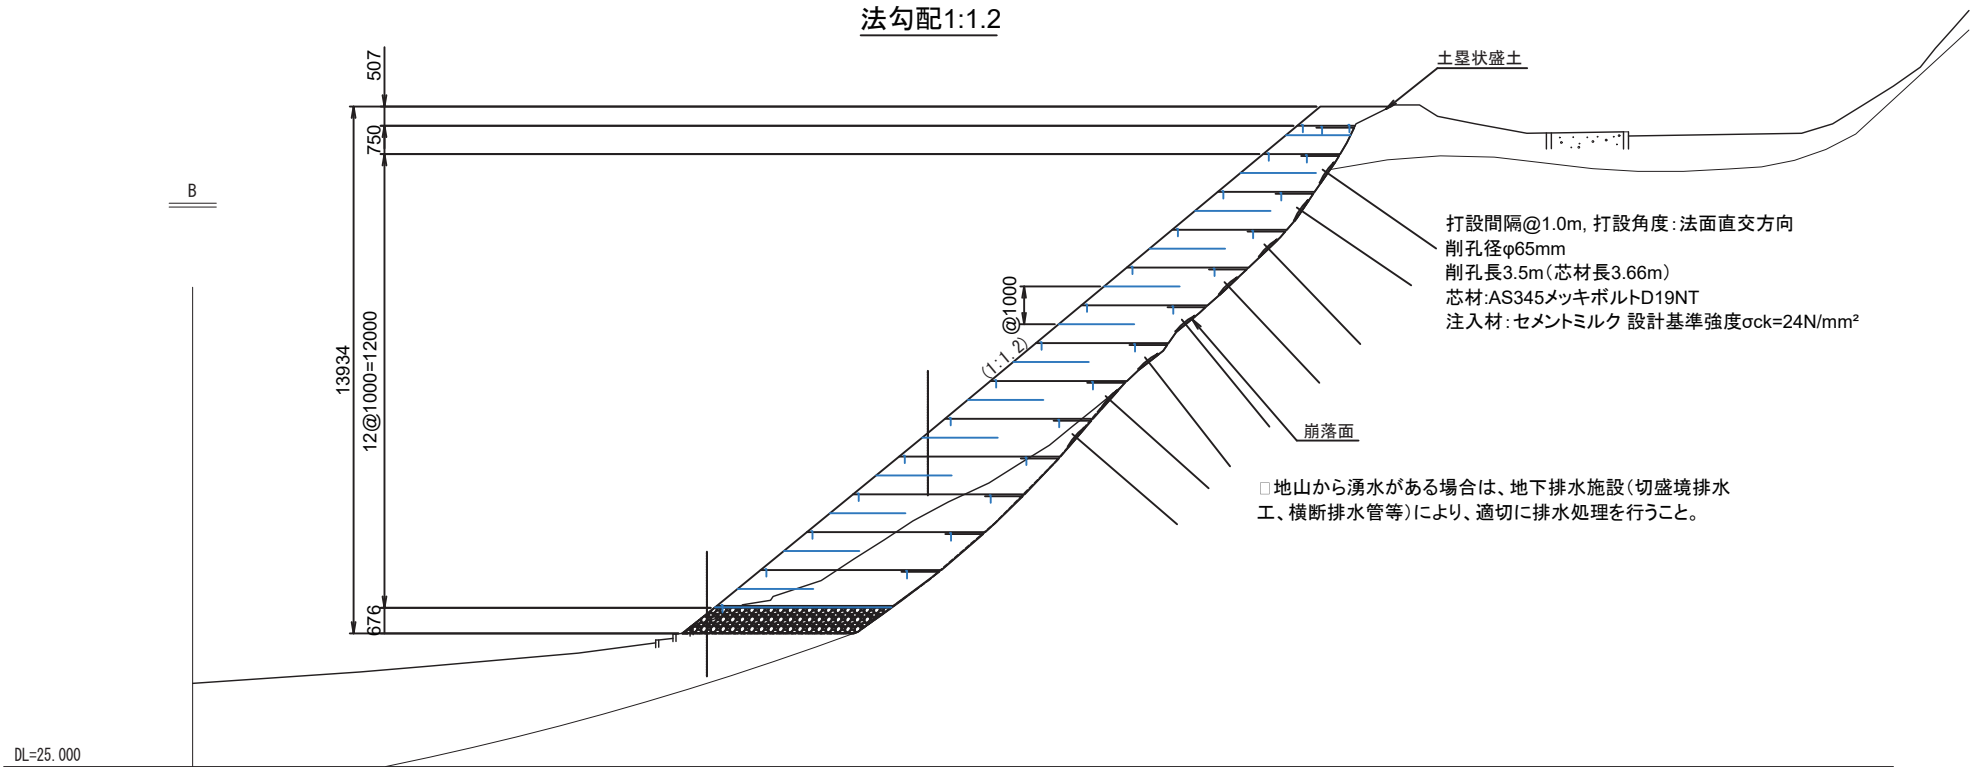 法勾配1:1.2
507
土塁状盛土
750
B
打設間隔@1.0m, 打設角度：法面直交方向
削孔径φ65mm
削孔長3.5m（芯材長3.66m）
芯材:AS345メッキボルトD19NT
注入材：セメントミルク 設計基準強度σck=24N/mm²
@1000
(1:1.2)
13934
12@1000=12000
崩落面
□地山から湧水がある場合は、地下排水施設（切盛境排水
工、横断排水管等）により、適切に排水処理を行うこと。
676
DL=25.000